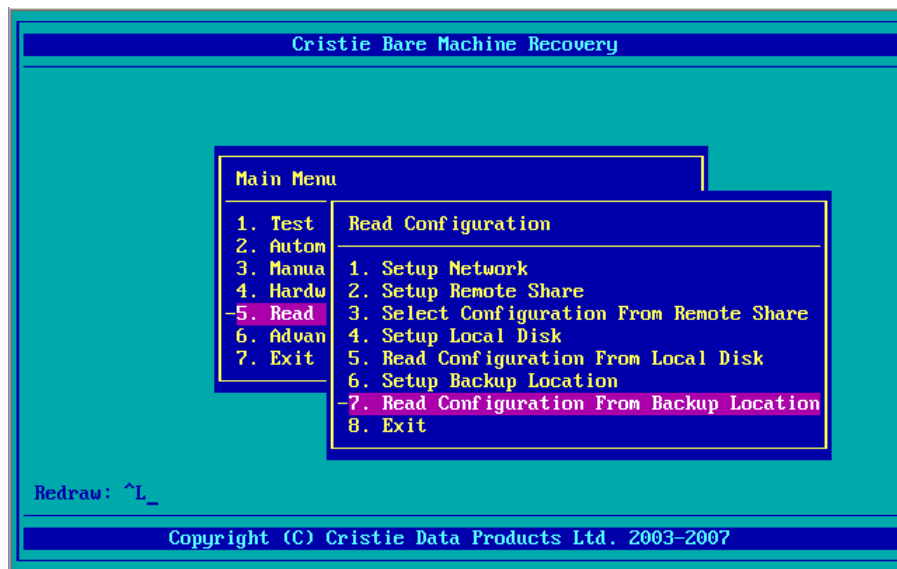 Cristie Bare Machine Recovery
Main Menu
1. Test
2. Autom
3. Manua
4. Hardw
-5. Read
6. Advan
7. Exit
Read Configuration
1. Setup Network
2. Setup Remote Share
3. Select Configuration From Remote Share
4. Setup Local Disk
5. Read Configuration From Local Disk
6. Setup Backup Location
-7. Read Configuration From Backup Location
8. Exit
Redraw: ^L_
Copyright (C) Cristie Data Products Ltd. 2003-2007